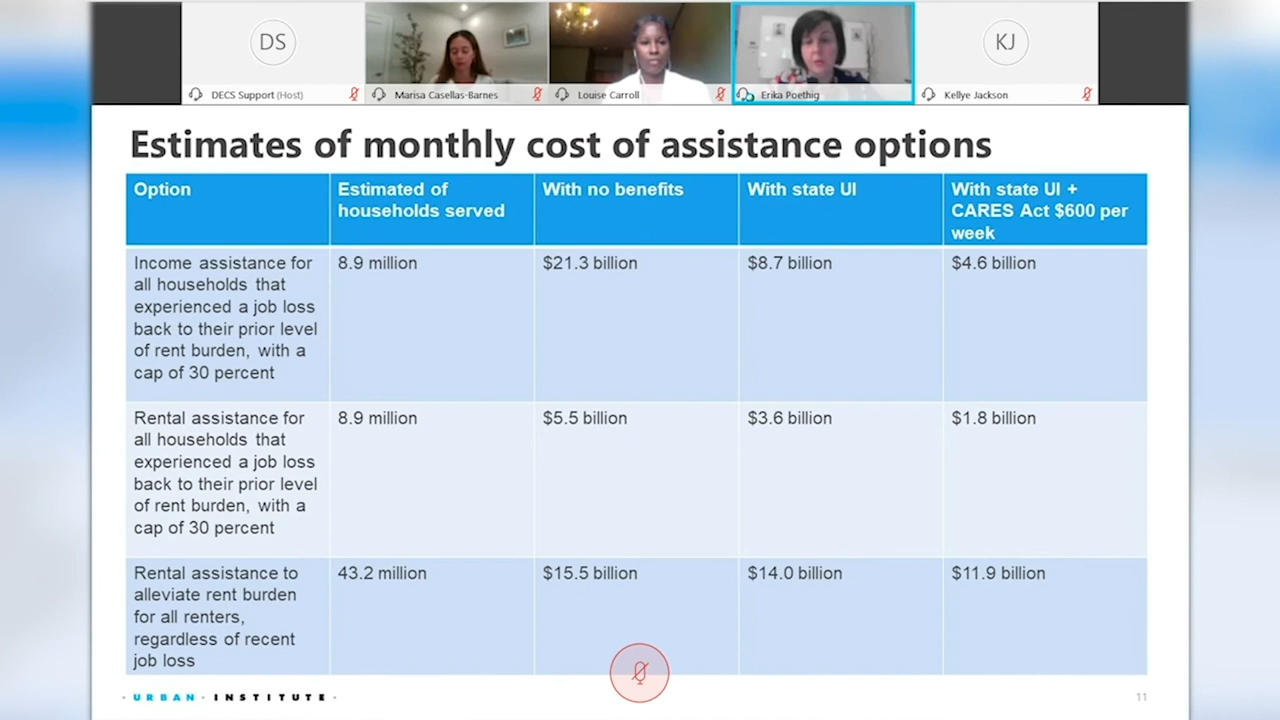 DS
KJ
DECS Support (Host)
Marisa Casellas-Barnes
Louise Carroll
Erika Poethig
Kellye Jackson
Estimates of monthly cost of assistance options
Option
Estimated of
households served
With no benefits
With state UI
With state UI +
CARES Act $600 per
week
Income assistance for
all households that
experienced a job loss
back to their prior level
of rent burden, with a
cap of 30 percent
8.9 million
$21.3 billion
$8.7 billion
$4.6 billion
Rental assistance for
all households that
experienced a job loss
back to their prior level
of rent burden, with a
cap of 30 percent
8.9 million
$5.5 billion
$3.6 billion
$1.8 billion
Rental assistance to
alleviate rent burden
for all renters,
regardless of recent
job loss
43.2 million
$15.5 billion
$14.0 billion
$11.9 billion
· URBAN · INSTITUTE ·
11